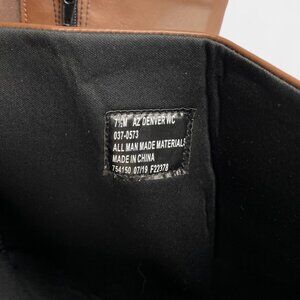 M AZ DENVER WC
037-0573
ALL MAN MADE MATERIALS
MADE IN CHINA
754150 07/19 F22378